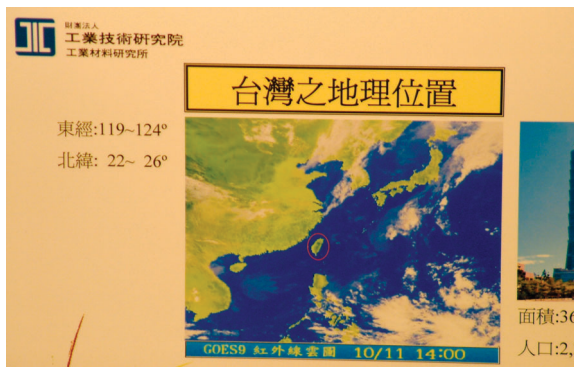 財團法人
工業技術研究院
工業材料研究所
台灣之地理位置
東經:119~124º
北緯: 22~ 26º
GOES9 紅外線雲圖 10/11 14:00
面積:36
人口:2,